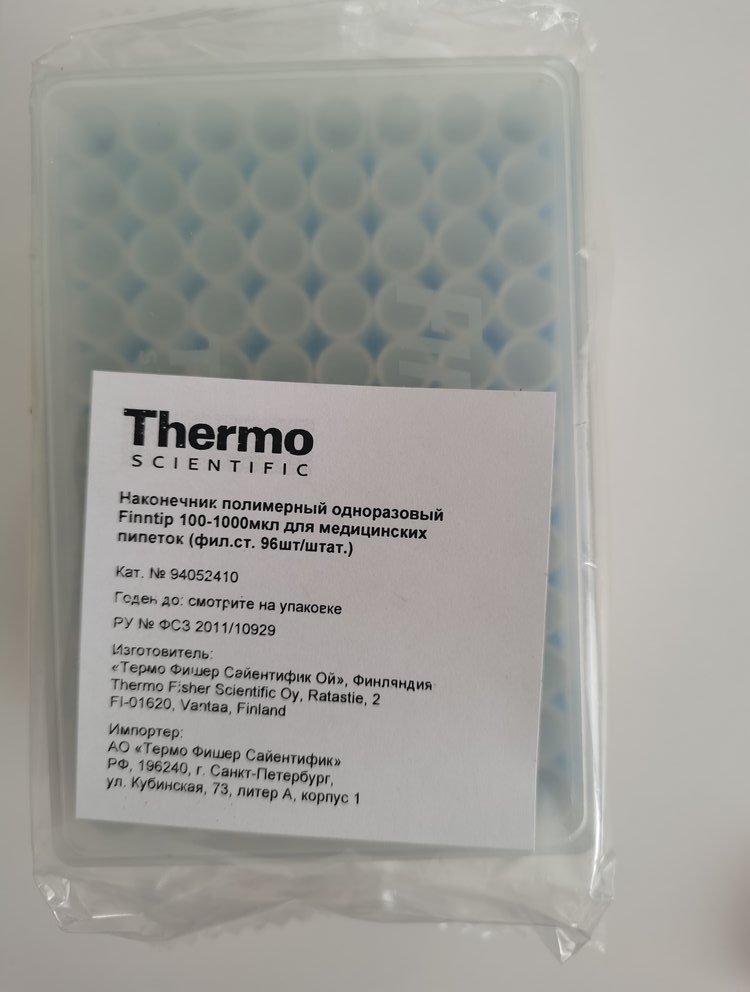 Thermo
SCIENTIFIC
Наконечник полимерный одноразовый
Finntip 100-1000мкл для медицинских
пипеток (фил.ст. 96шт/штат.)
Кат. № 94052410
Годен до: смотрите на упаковке
РУ № ФСЗ 2011/10929
Изготовитель:
«Термо Фишер Сайентифик Ой», Финляндия
Thermo Fisher Scientific Oy, Ratastie, 2
FI-01620, Vantaa, Finland
Импортер:
АО «Термо Фишер Сайентифик»
РФ, 196240, г. Санкт-Петербург,
ул. Кубинская, 73, литер А, корпус 1